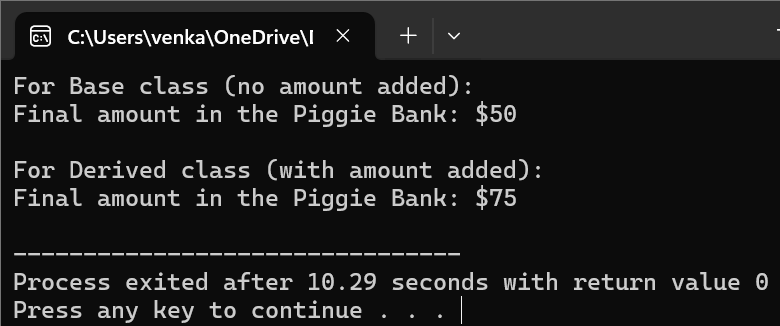 C:\Users\venka\OneDrive\I
For Base class (no amount added):
Final amount in the Piggie Bank: $50
For Derived class (with amount added):
Final amount in the Piggie Bank: $75
--------------------------------
Process exited after 10.29 seconds with return value 0
Press any key to continue . . .